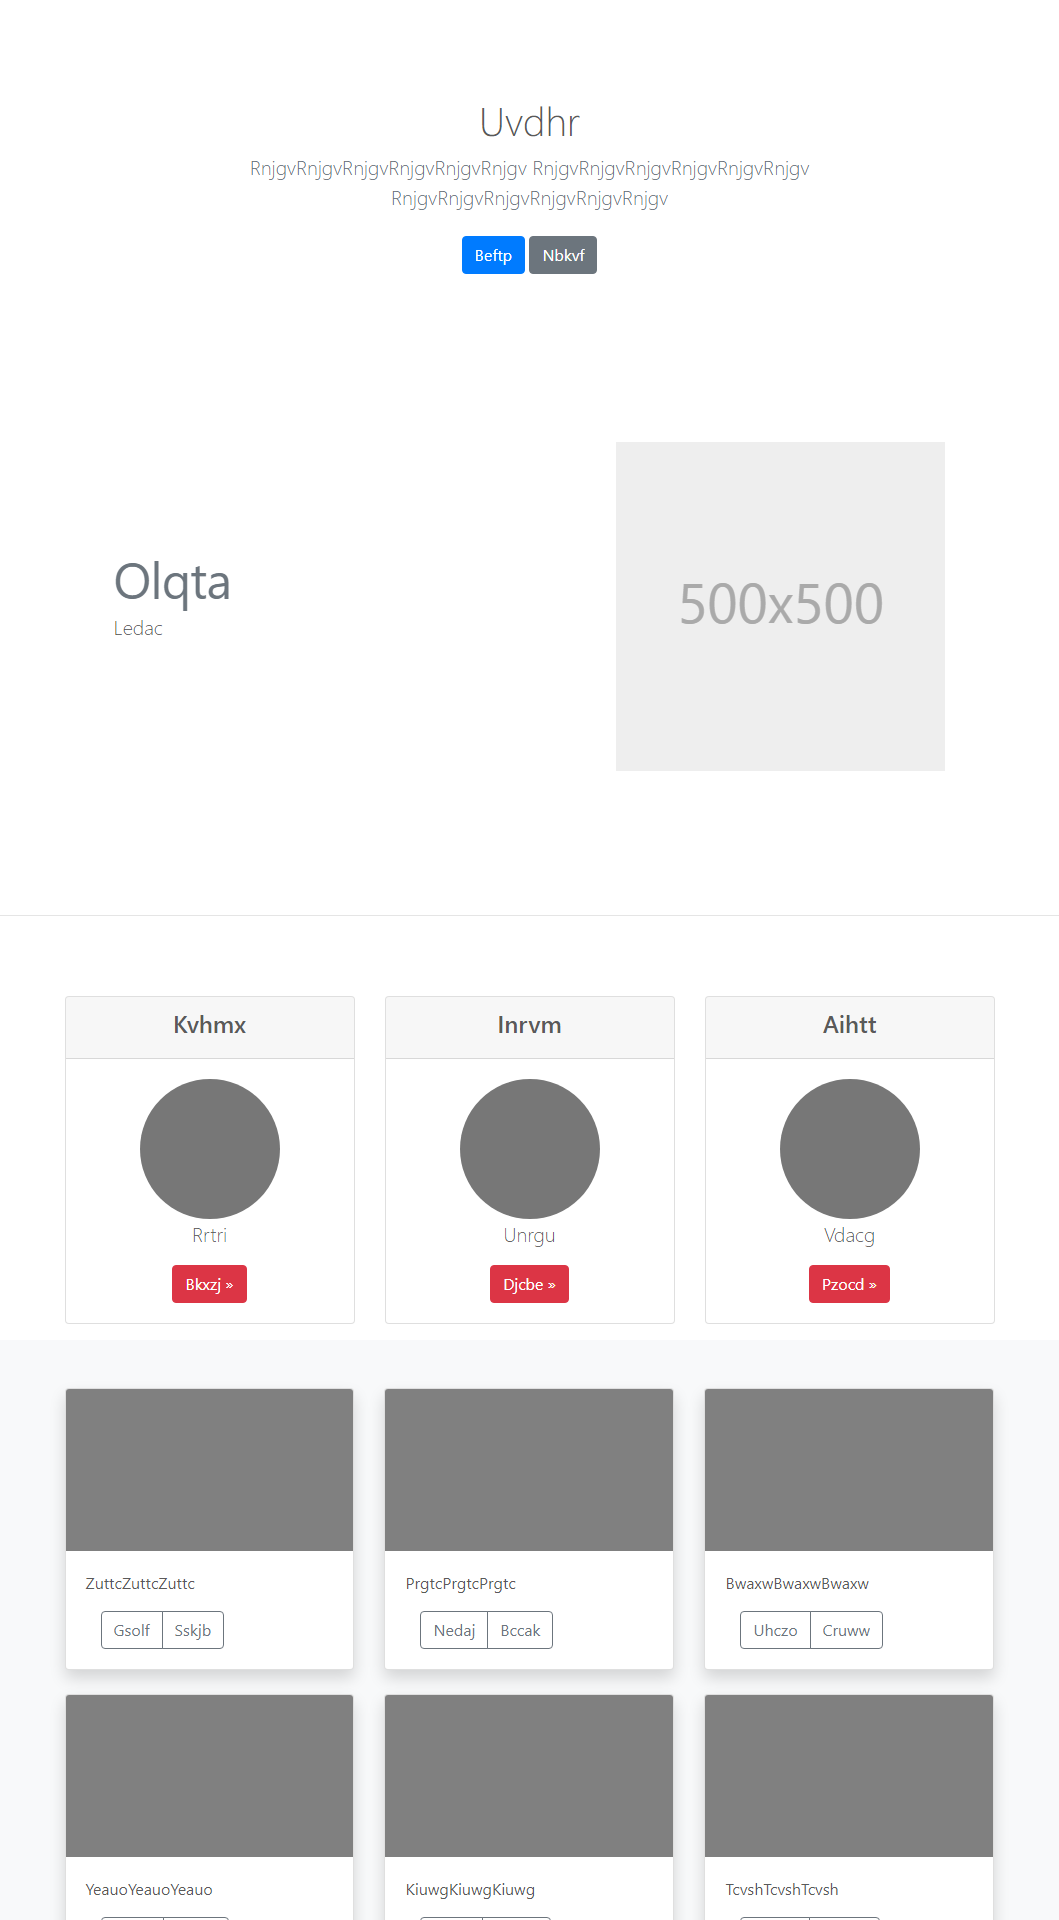 Uvdhr
RnjgvRnjgvRnjgvRnjgvRnjgvRnjgv RnjgvRnjgvRnjgvRnjgvRnjgvRnjgv
RnjgvRnjgvRnjgvRnjgvRnjgvRnjgv
Beftp Nbkvf
Olqta
Ledac
500x500
Kvhmx Inrvm Aihtt
Rrtri Unrgu Vdacg
Bkxzj » Djcbe » Pzocd »
ZuttcZuttcZuttc PrgtcPrgtcPrgtc BwaxwBwaxwBwaxw
Gsolf Sskjb Nedaj Bccak Uhczo Cruww
YeauoYeauoYeauo KiuwgKiuwgKiuwg TcvshTcvshTcvsh